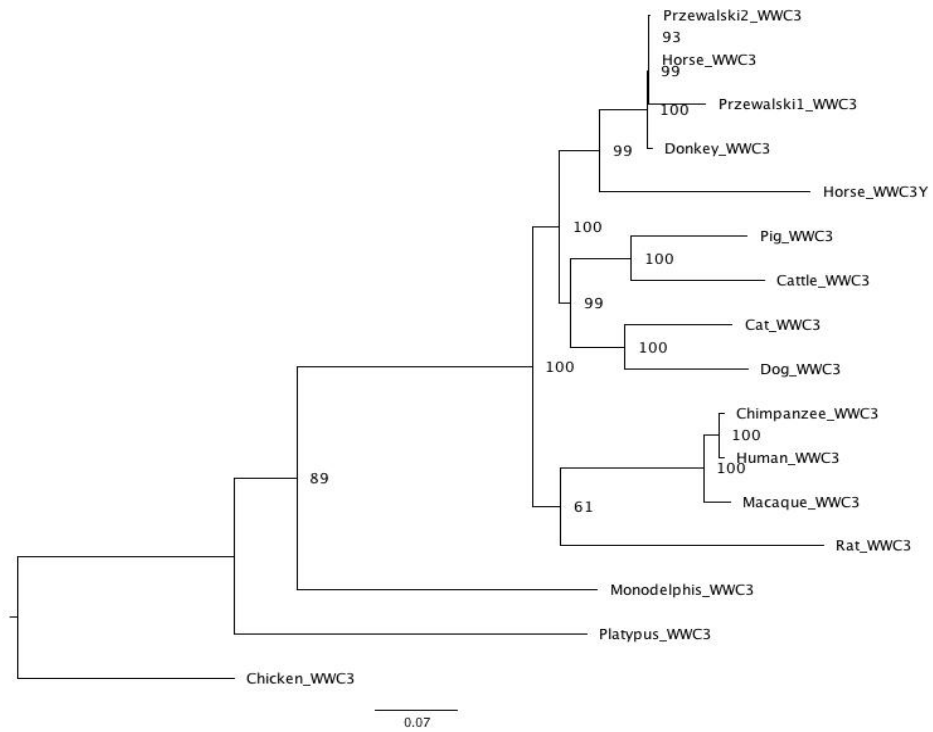 Przewalski2_WWC3
93
Horse_WWC3
99
Przewalski1_WWC3
100
Donkey_WWC3
99
Horse_WWC3Y
100
Pig_WWC3
100
Cattle_WWC3
99
Cat_WWC3
100
Dog_WWC3
100
Chimpanzee_WWC3
100
Human_WWC3
100
Macaque_WWC3
61
Rat_WWC3
89
Monodelphis_WWC3
Platypus_WWC3
Chicken_WWC3
0.07